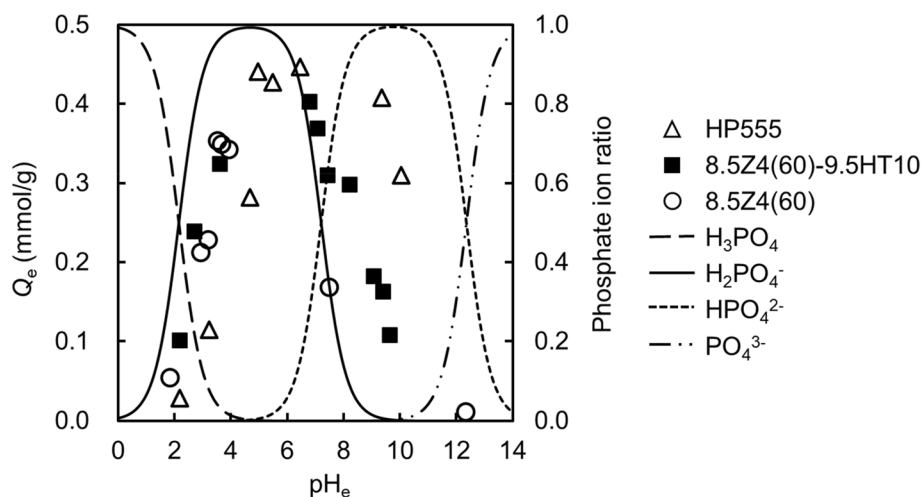 0.5
0.4
0.3
0.2
0.1
0.0
Qe (mmol/g)
0 2 4 6 8 10 12 14
pHe
1.0
0.8
0.6
0.4
0.2
0.0
Phosphate ion ratio
HP555
8.5Z4(60)-9.5HT10
8.5Z4(60)
H₃PO₄
H₂PO₄⁻
HPO₄²⁻
PO₄³⁻